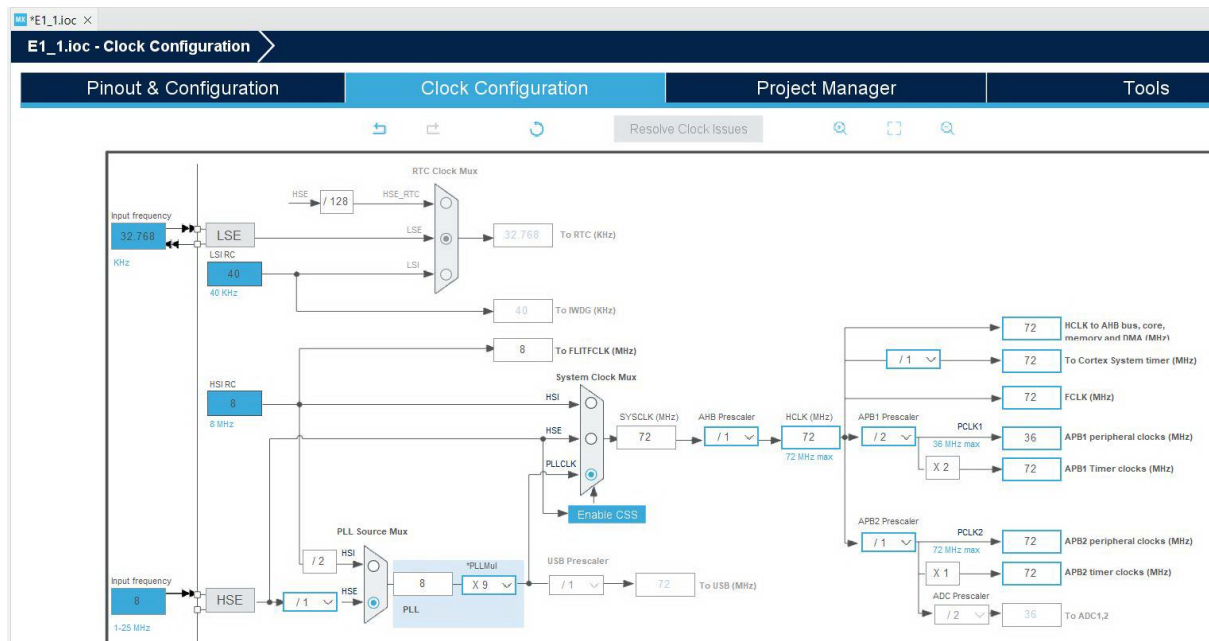 MX *E1_1.ioc ×
E1_1.ioc - Clock Configuration
Pinout & Configuration
Clock Configuration
Project Manager
Tools
Resolve Clock Issues
RTC Clock Mux
HSE
/ 128
HSE_RTC
Input frequency
32.768
KHz
LSE
LSE
32.768
To RTC (KHz)
LSI RC
40
40 KHz
LSI
40
To IWDG (KHz)
8
To FLITFCLK (MHz)
HSI RC
8
8 MHz
System Clock Mux
HSI
HSE
PLLCLK
Enable CSS
SYSCLK (MHz)
72
AHB Prescaler
/ 1
HCLK (MHz)
72
72 MHz max
72
HCLK to AHB bus, core,
memory and DMA (MHz)
/ 1
72
To Cortex System timer (MHz)
72
FCLK (MHz)
APB1 Prescaler
/ 2
PCLK1
36 MHz max
36
APB1 peripheral clocks (MHz)
X 2
72
APB1 Timer clocks (MHz)
APB2 Prescaler
/ 1
PCLK2
72 MHz max
72
APB2 peripheral clocks (MHz)
X 1
72
APB2 timer clocks (MHz)
ADC Prescaler
/ 2
36
To ADC1,2
PLL Source Mux
/ 2
HSI
Input frequency
8
1-25 MHz
HSE
/ 1
HSE
8
*PLLMul
X 9
PLL
USB Prescaler
/ 1
72
To USB (MHz)